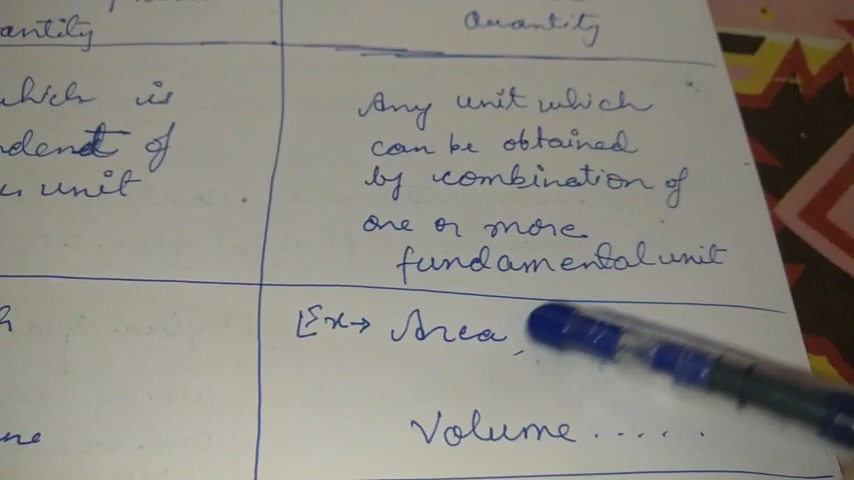 antity
Quantity
which is
ndent of
unit
Any unit which
can be obtained
by combination of
one or more
fundamental unit
Ex→ Area,
Volume.....